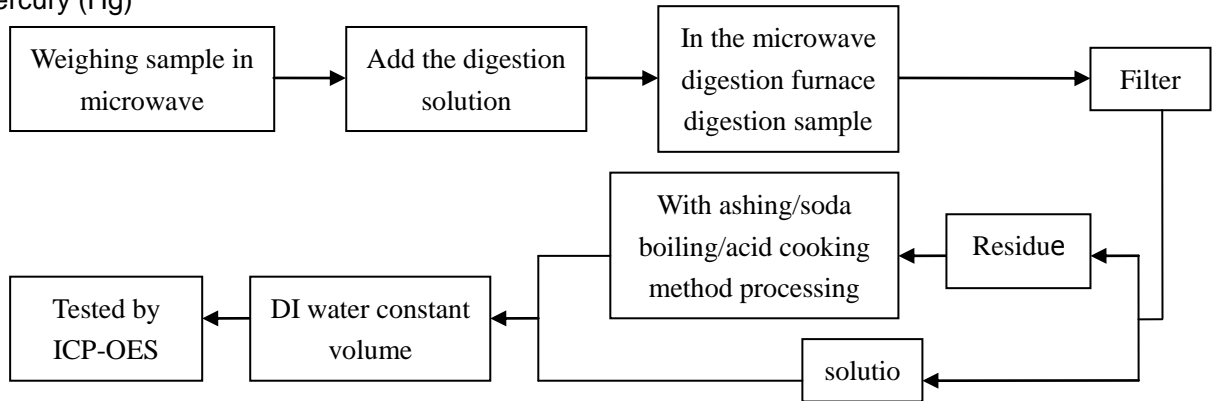 ercury (Hg)
Weighing sample in
microwave
Add the digestion
solution
In the microwave
digestion furnace
digestion sample
Filter
With ashing/soda
boiling/acid cooking
method processing
Residue
Tested by
ICP-OES
DI water constant
volume
solutio